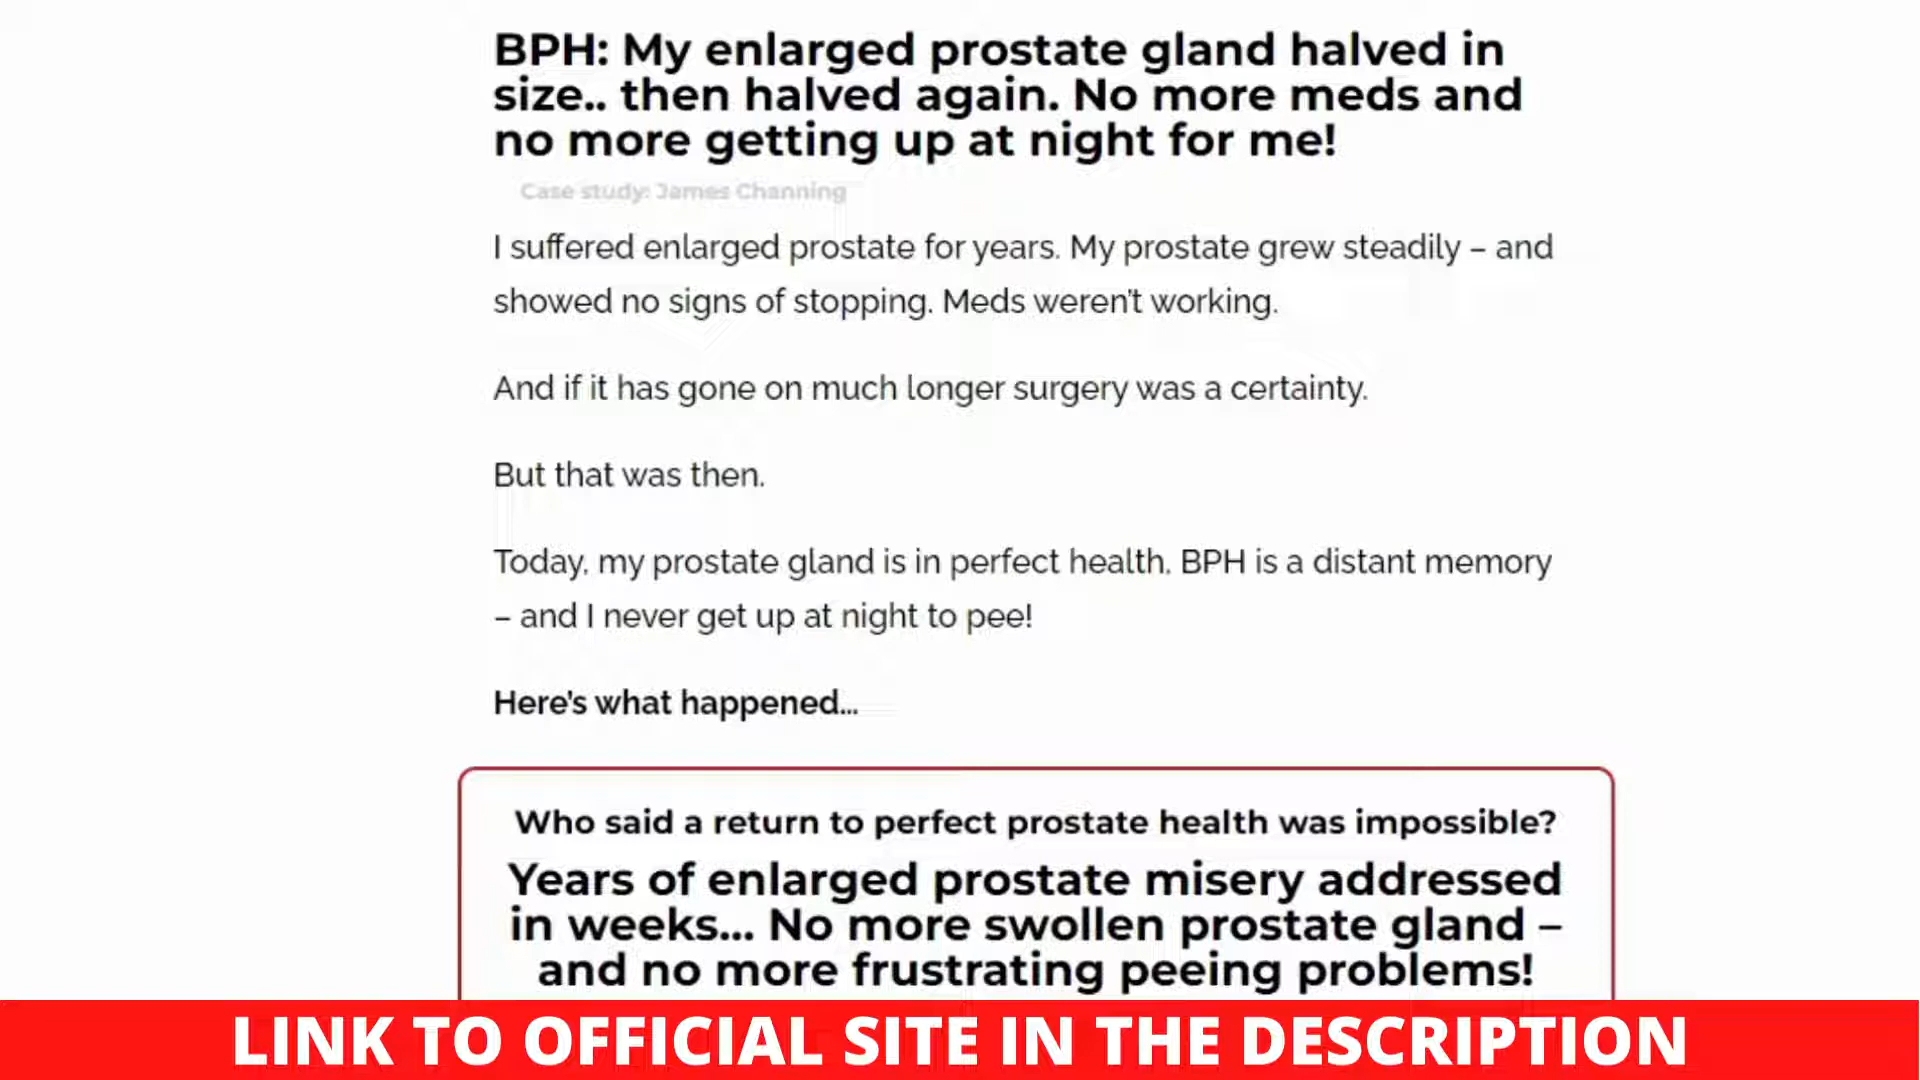 BPH: My enlarged prostate gland halved in
size.. then halved again. No more meds and
no more getting up at night for me!
Case study: James Channing
I suffered enlarged prostate for years. My prostate grew steadily – and
showed no signs of stopping. Meds weren't working.
And if it has gone on much longer surgery was a certainty.
But that was then.
Today, my prostate gland is in perfect health. BPH is a distant memory
– and I never get up at night to pee!
Here's what happened...
Who said a return to perfect prostate health was impossible?
Years of enlarged prostate misery addressed
in weeks... No more swollen prostate gland –
and no more frustrating peeing problems!
LINK TO OFFICIAL SITE IN THE DESCRIPTION